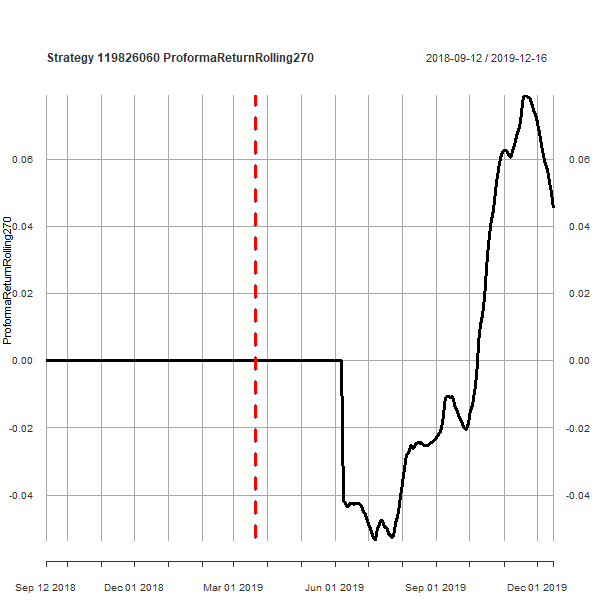 Strategy 119826060 ProformaReturnRolling270
2018-09-12 / 2019-12-16
ProformaReturnRolling270
0.06 0.06
0.04 0.04
0.02 0.02
0.00 0.00
-0.02 -0.02
-0.04 -0.04
Sep 12 2018 Dec 01 2018 Mar 01 2019 Jun 01 2019 Sep 01 2019 Dec 01 2019